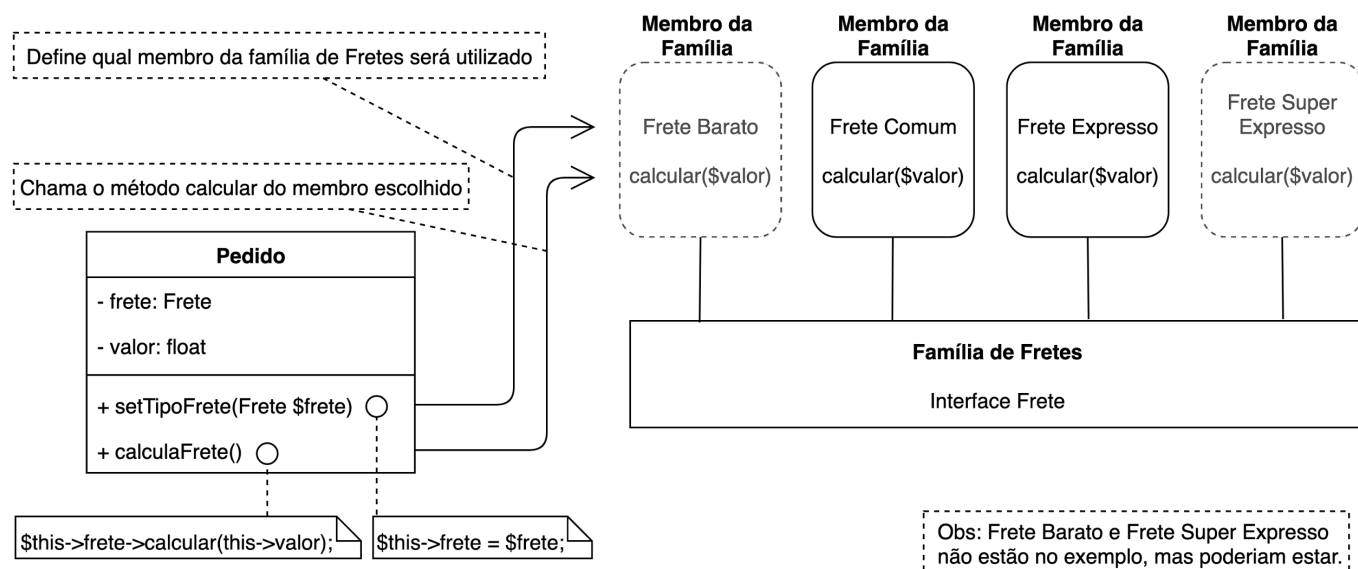 Define qual membro da família de Fretes será utilizado
Chama o método calcular do membro escolhido
Pedido
- frete: Frete
- valor: float
+ setTipoFrete(Frete $frete)
+ calculaFrete()
$this->frete->calcular(this->valor);
$this->frete = $frete;
Membro da
Família
Frete Barato
calcular($valor)
Membro da
Família
Frete Comum
calcular($valor)
Membro da
Família
Frete Expresso
calcular($valor)
Membro da
Família
Frete Super
Expresso
calcular($valor)
Família de Fretes
Interface Frete
Obs: Frete Barato e Frete Super Expresso
não estão no exemplo, mas poderiam estar.